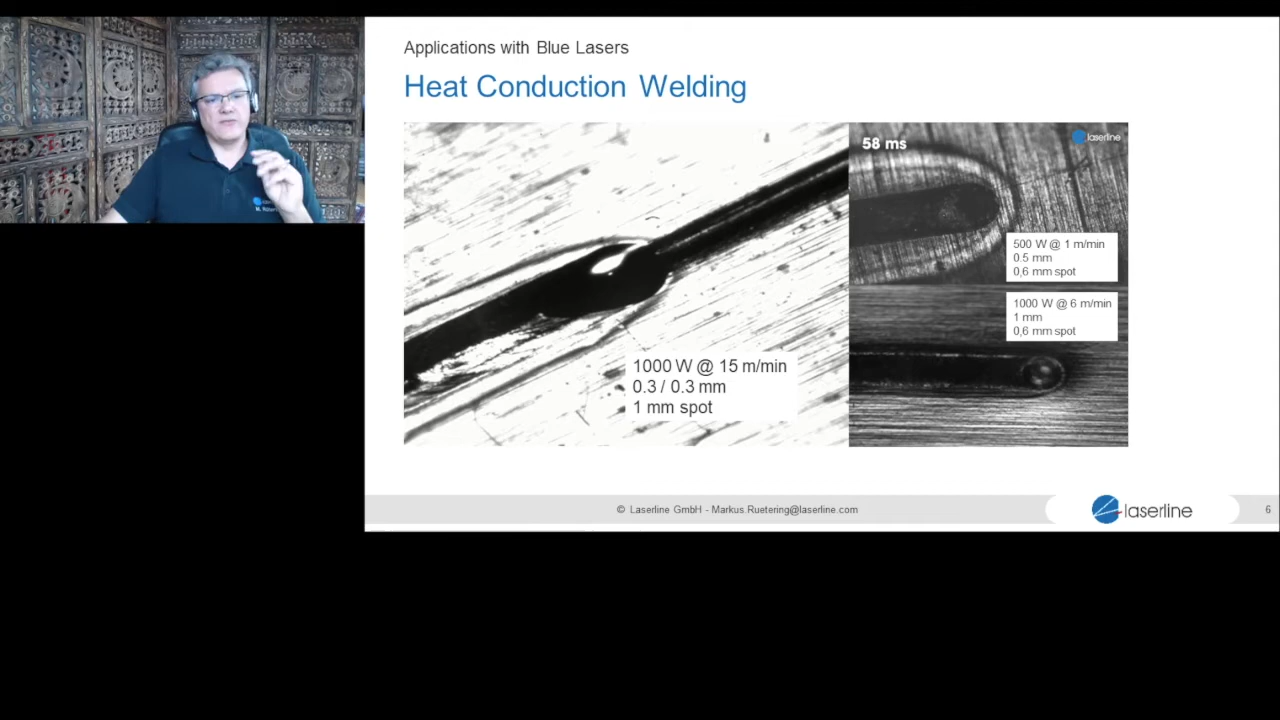 Applications with Blue Lasers
Heat Conduction Welding
58 ms
laserline
500 W @ 1 m/min
0.5 mm
0,6 mm spot
1000 W @ 6 m/min
1 mm
0,6 mm spot
1000 W @ 15 m/min
0.3 / 0.3 mm
1 mm spot
© Laserline GmbH - Markus.Ruetering@laserline.com
laserline
6